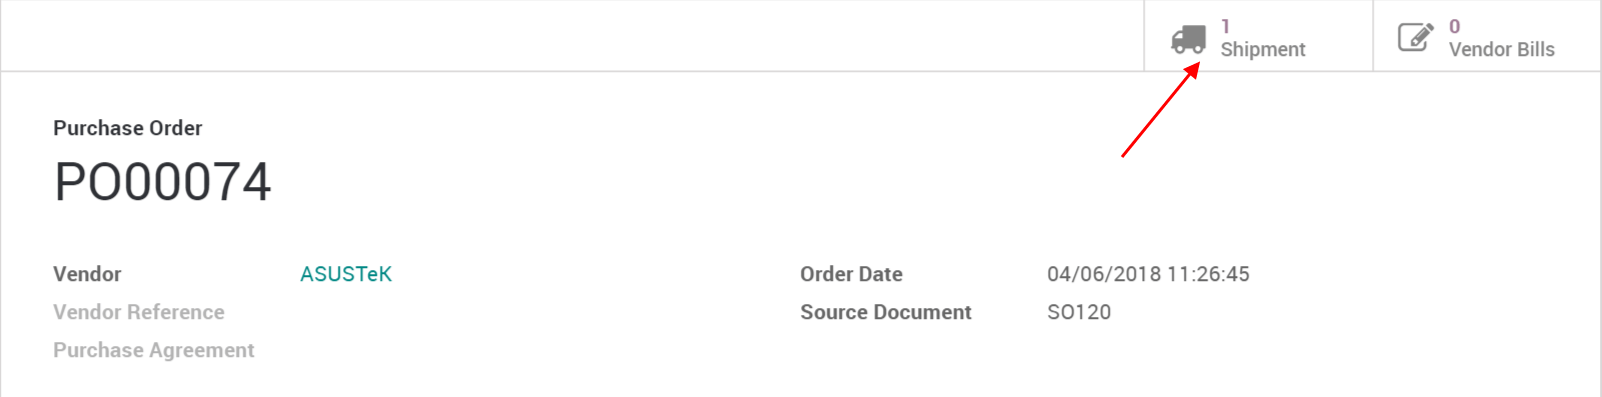 1
Shipment
0
Vendor Bills
Purchase Order
PO00074
Vendor ASUSTeK
Order Date 04/06/2018 11:26:45
Vendor Reference
Source Document SO120
Purchase Agreement